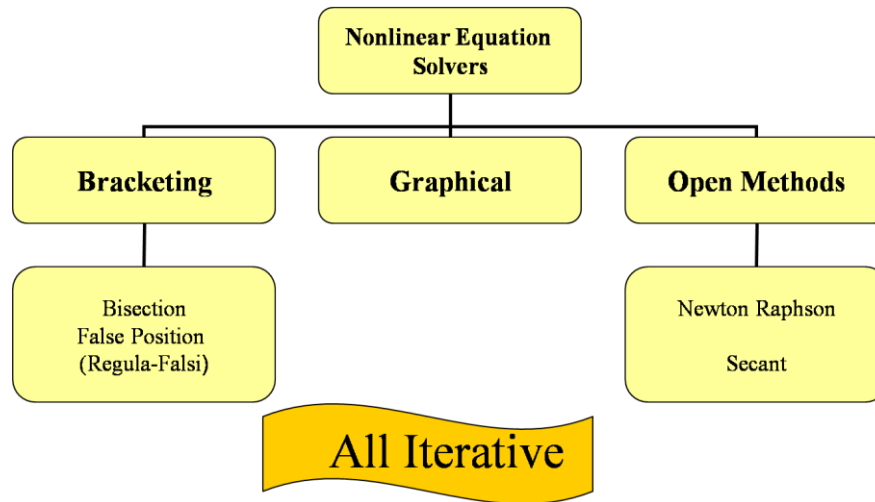 Nonlinear Equation
Solvers
Bracketing
Graphical
Open Methods
Bisection
False Position
(Regula-Falsi)
Newton Raphson
Secant
All Iterative